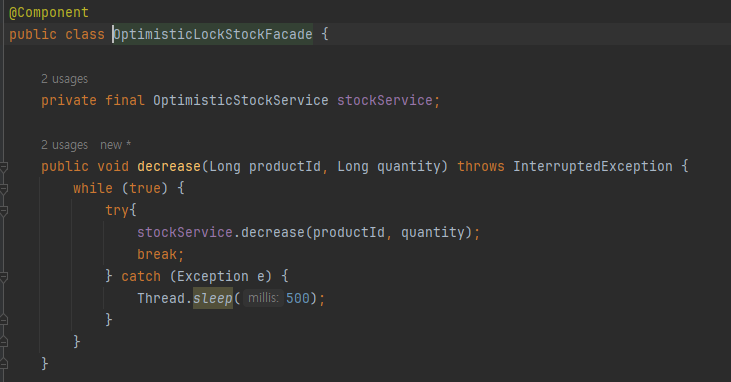 @Component
public class OptimisticLockStockFacade {
2 usages
private final OptimisticStockService stockService;
2 usages new *
public void decrease(Long productId, Long quantity) throws InterruptedException {
while (true) {
try{
stockService.decrease(productId, quantity);
break;
} catch (Exception e) {
Thread.sleep( millis: 500);
}
}
}